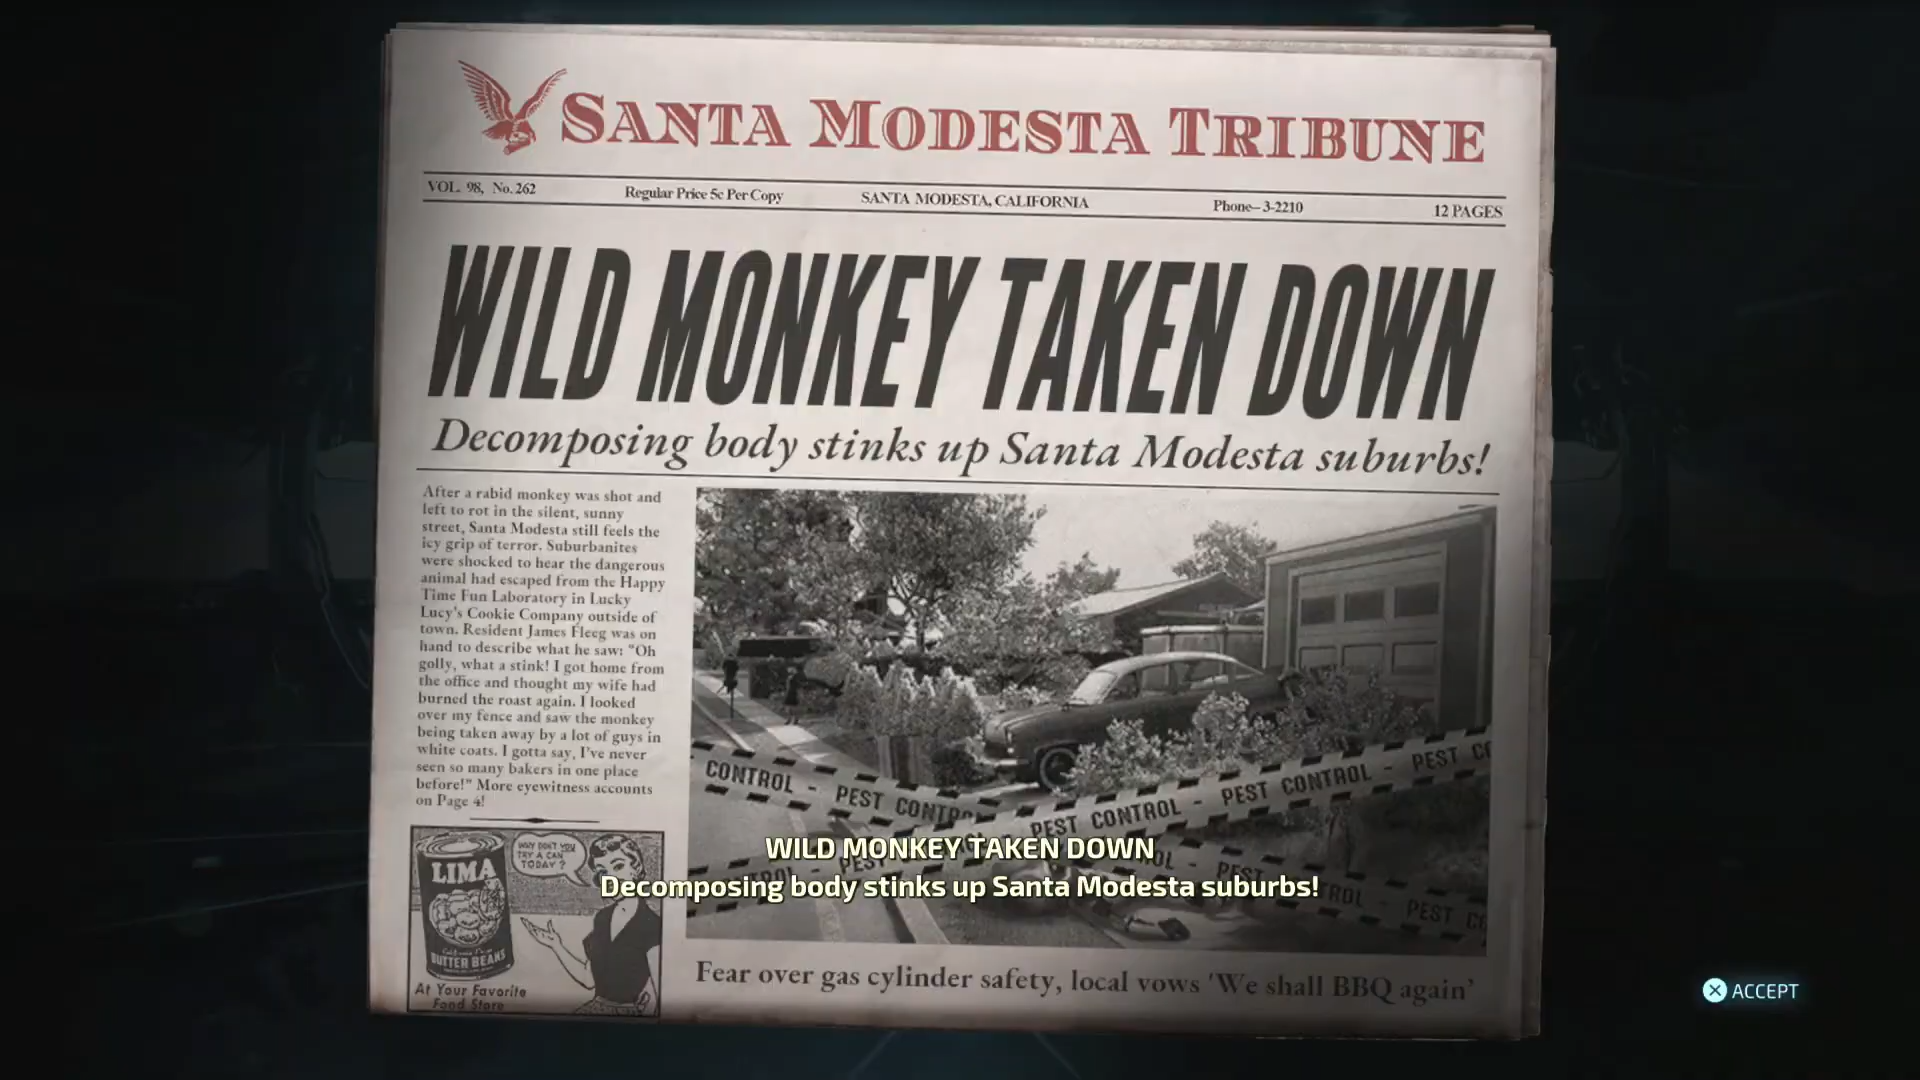 SANTA MODESTA TRIBUNE
VOL. 98, No. 262 Regular Price 5c Per Copy SANTA MODESTA, CALIFORNIA Phone–3-2210 12 PAGES
WILD MONKEY TAKEN DOWN
Decomposing body stinks up Santa Modesta suburbs!
After a rabid monkey was shot and
left to rot in the silent, sunny
street, Santa Modesta still feels the
icy grip of terror. Suburbanites
were shocked to hear the dangerous
animal had escaped from the Happy
Time Fun Laboratory in Lucky
Lucy's Cookie Company outside of
town. Resident James Fleeg was on
hand to describe what he saw: "Oh
golly, what a stink! I got home from
the office and thought my wife had
burned the roast again. I looked
over my fence and saw the monkey
being taken away by a lot of guys in
white coats. I gotta say, I've never
seen so many bakers in one place
before!" More eyewitness accounts
on Page 4!
WHY DON'T YOU
TRY A CAN
TODAY?
LIMA
BUTTER BEANS
At Your Favorite
Food Store
CONTROL - PEST CONTROL
PEST CONTROL - PEST CONTROL - PEST CO
PEST
ROL - PEST CO
WILD MONKEY TAKEN DOWN
Decomposing body stinks up Santa Modesta suburbs!
Fear over gas cylinder safety, local vows 'We shall BBQ again'
ACCEPT